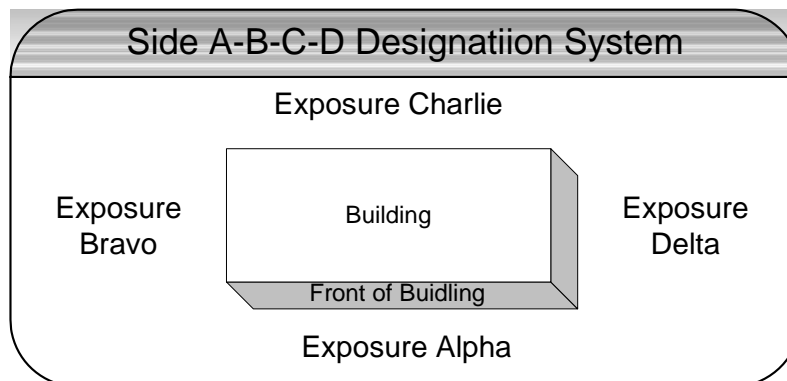 Side A-B-C-D Designatiion System
Exposure Charlie
Exposure
Bravo
Building
Exposure
Delta
Front of Buidling
Exposure Alpha